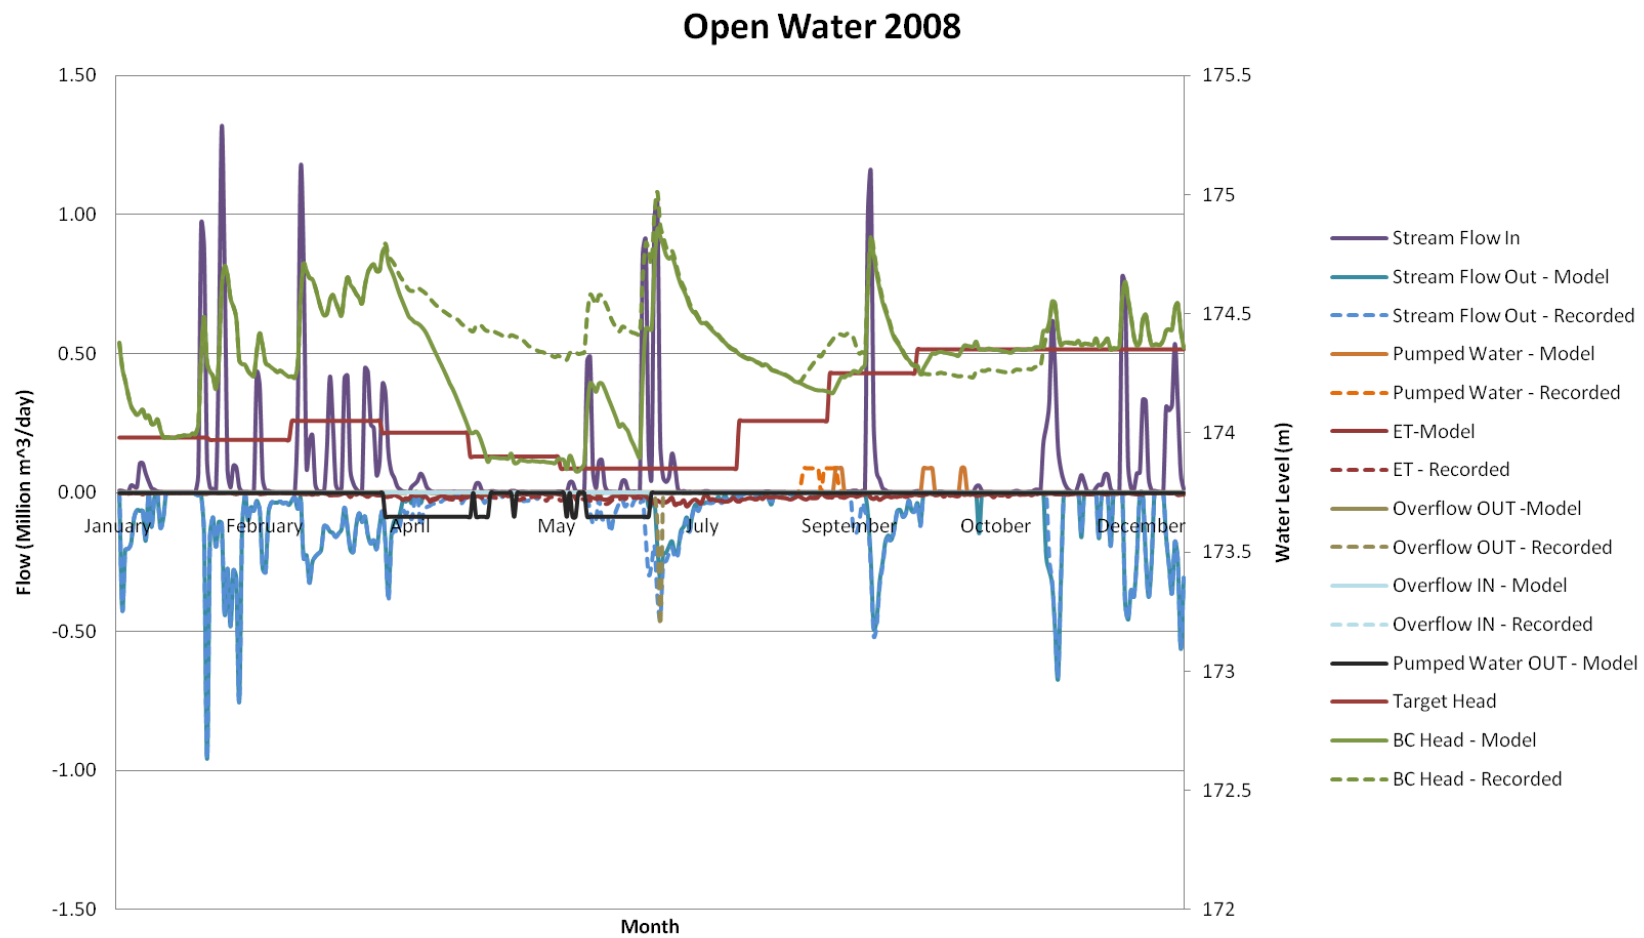 Open Water 2008
1.50
1.00
0.50
0.00
-0.50
-1.00
-1.50
Flow (Million m^3/day)
January
February
April
May
July
September
October
December
Month
175.5
175
174.5
174
173.5
173
172.5
172
Water Level (m)
Stream Flow In
Stream Flow Out - Model
Stream Flow Out - Recorded
Pumped Water - Model
Pumped Water - Recorded
ET-Model
ET - Recorded
Overflow OUT -Model
Overflow OUT - Recorded
Overflow IN - Model
Overflow IN - Recorded
Pumped Water OUT - Model
Target Head
BC Head - Model
BC Head - Recorded